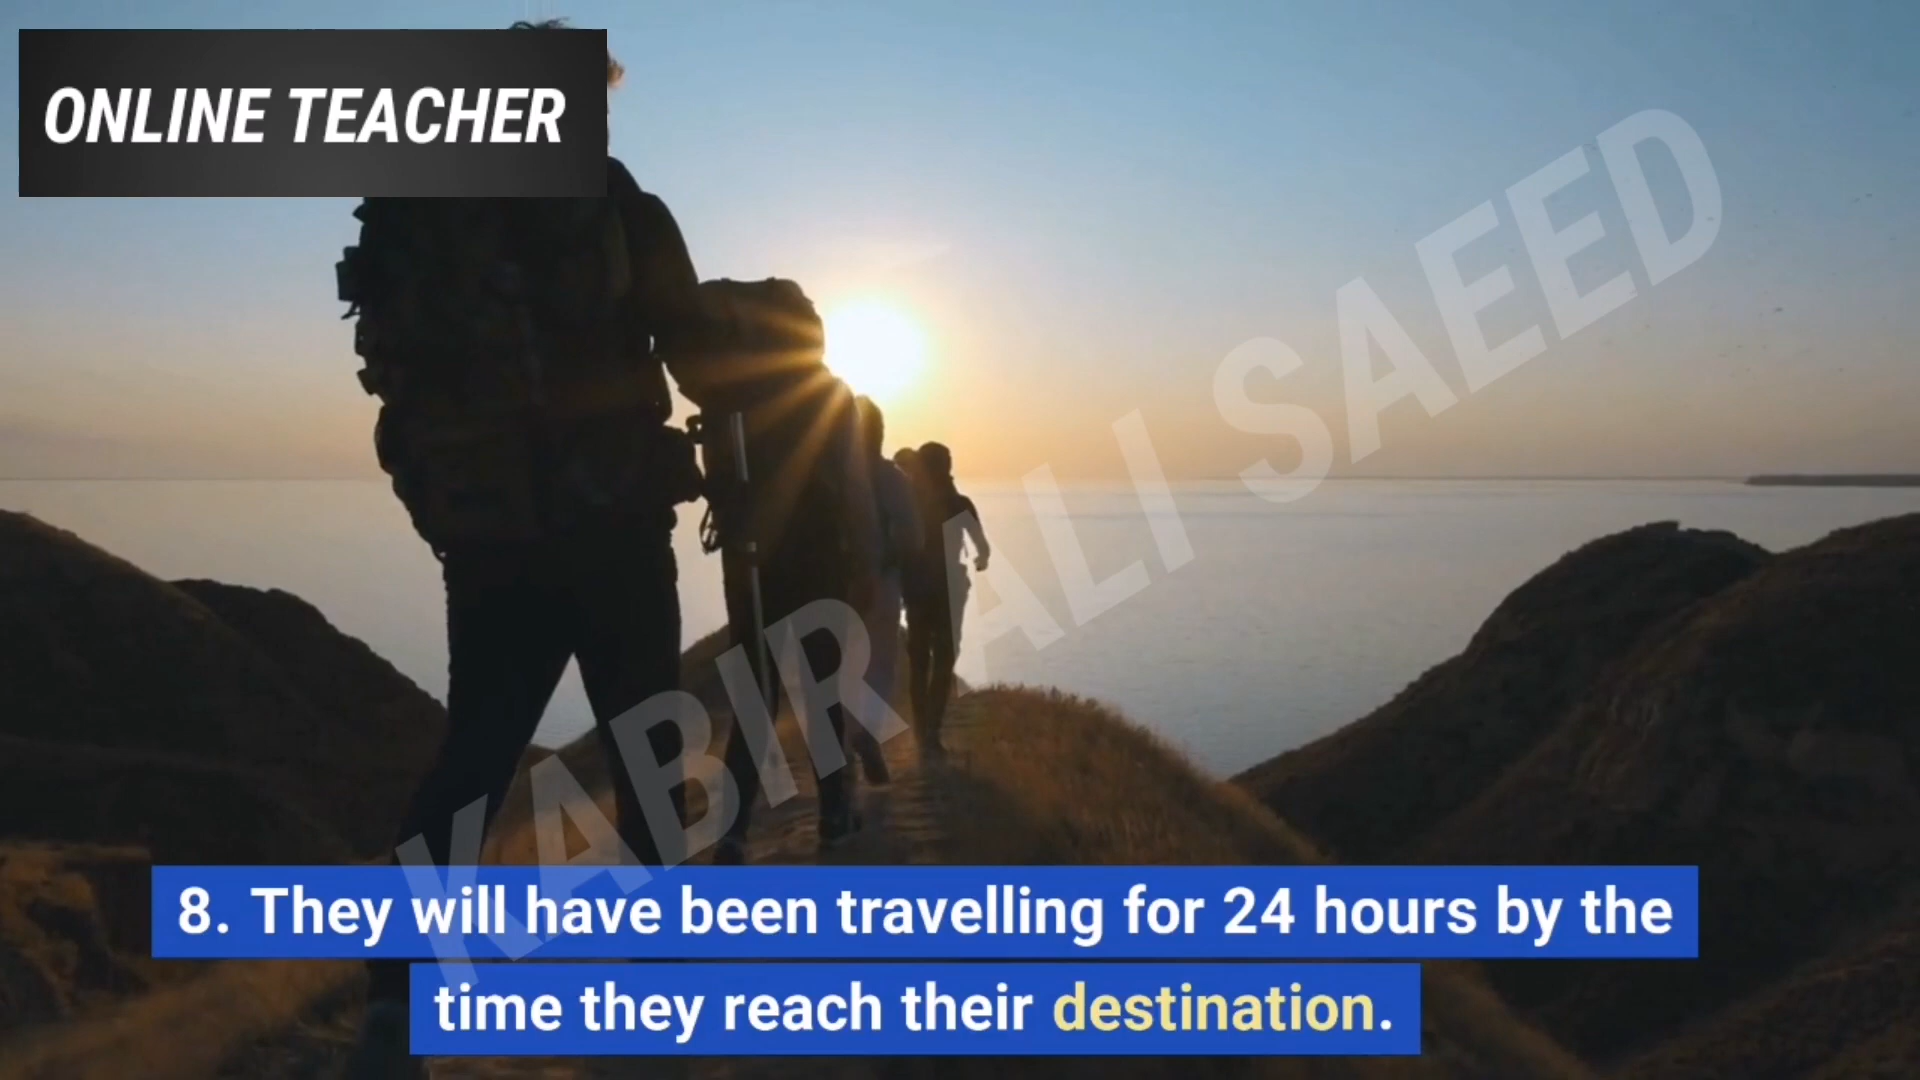 ONLINE TEACHER
KABIR ALI SAEED
8. They will have been travelling for 24 hours by the
time they reach their destination.